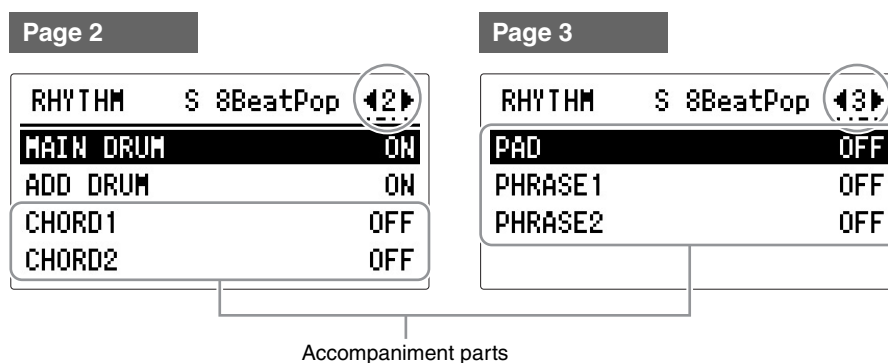 Page 2
RHYTHM S 8BeatPop ◀2▶
MAIN DRUM ON
ADD DRUM ON
CHORD1 OFF
CHORD2 OFF
Page 3
RHYTHM S 8BeatPop ◀3▶
PAD OFF
PHRASE1 OFF
PHRASE2 OFF
Accompaniment parts